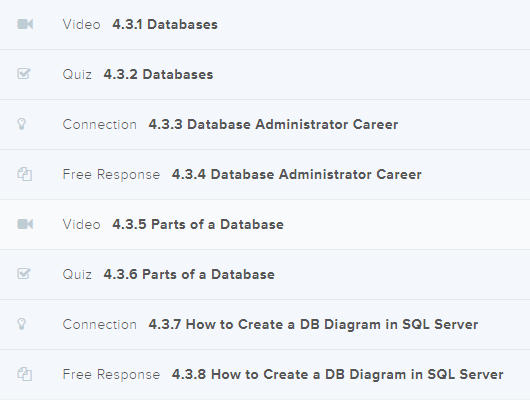 Video 4.3.1 Databases
Quiz 4.3.2 Databases
Connection 4.3.3 Database Administrator Career
Free Response 4.3.4 Database Administrator Career
Video 4.3.5 Parts of a Database
Quiz 4.3.6 Parts of a Database
Connection 4.3.7 How to Create a DB Diagram in SQL Server
Free Response 4.3.8 How to Create a DB Diagram in SQL Server